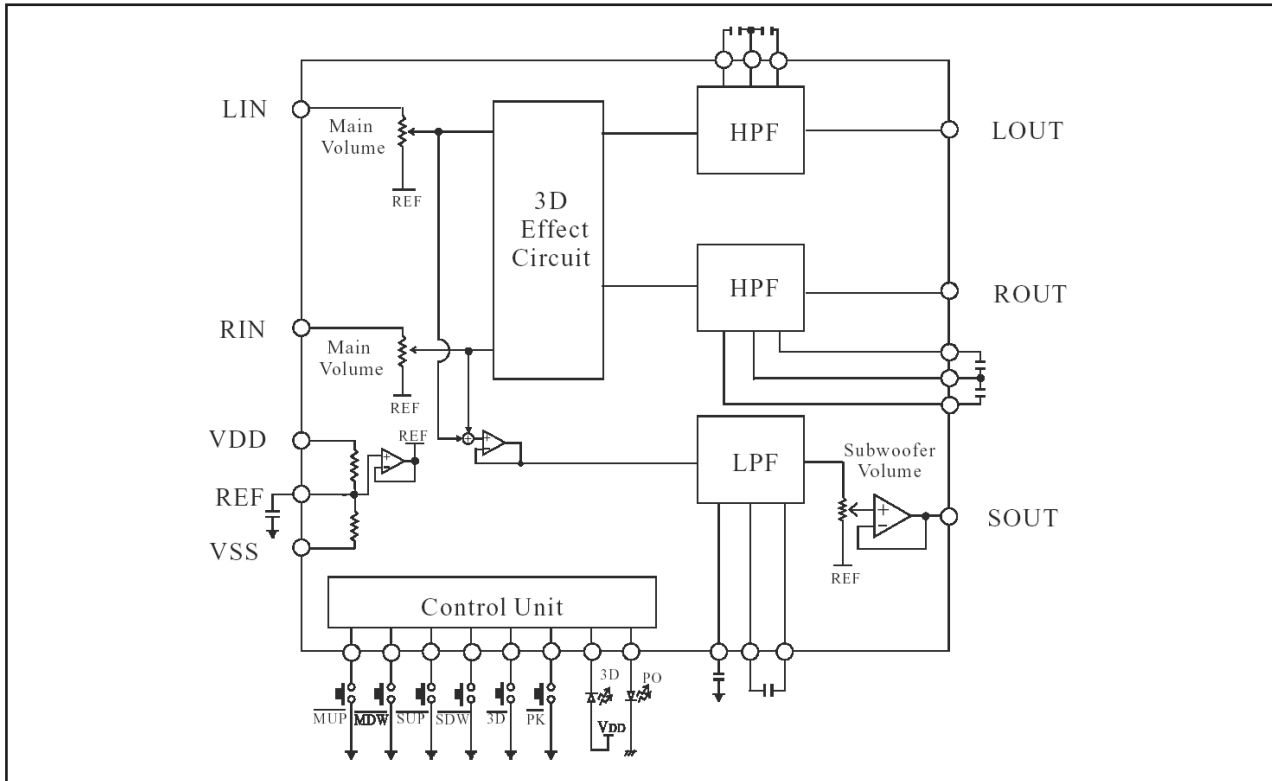 LIN
Main
Volume
REF
3D
Effect
Circuit
HPF
LOUT
HPF
ROUT
RIN
Main
Volume
REF
VDD
REF
REF
VSS
LPF
Subwoofer
Volume
REF
SOUT
Control Unit
MUP
MDW
SUP
SDW
3D
PK
3D
VDD
PO